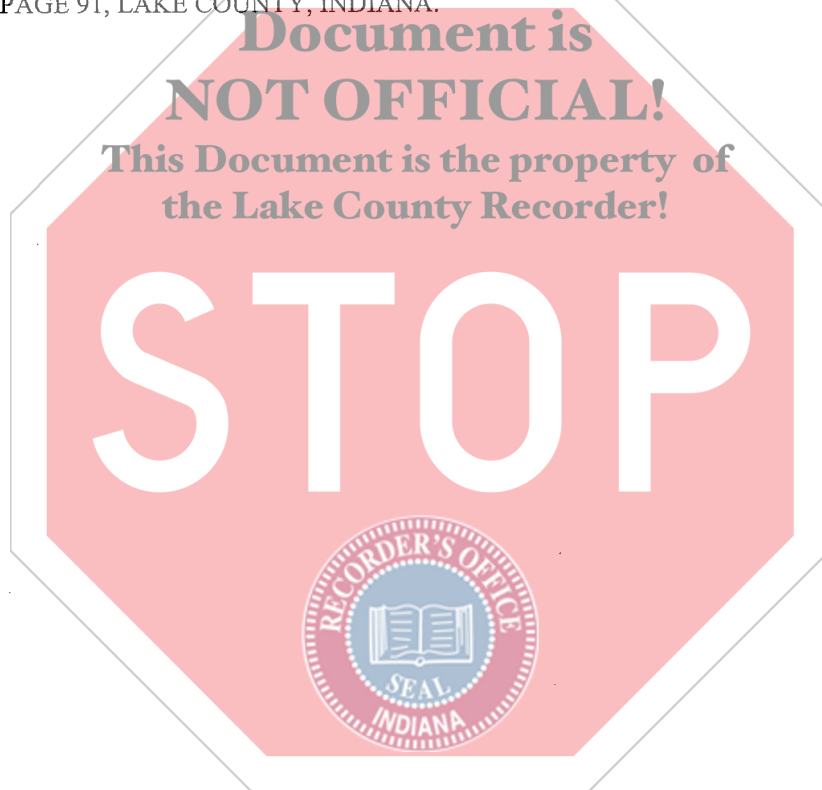 PAGE 91, LAKE COUNTY, INDIANA.
Document is
NOT OFFICIAL!
This Document is the property of
the Lake County Recorder!
STOP
RECORDER'S OFFICE
SEAL
INDIANA